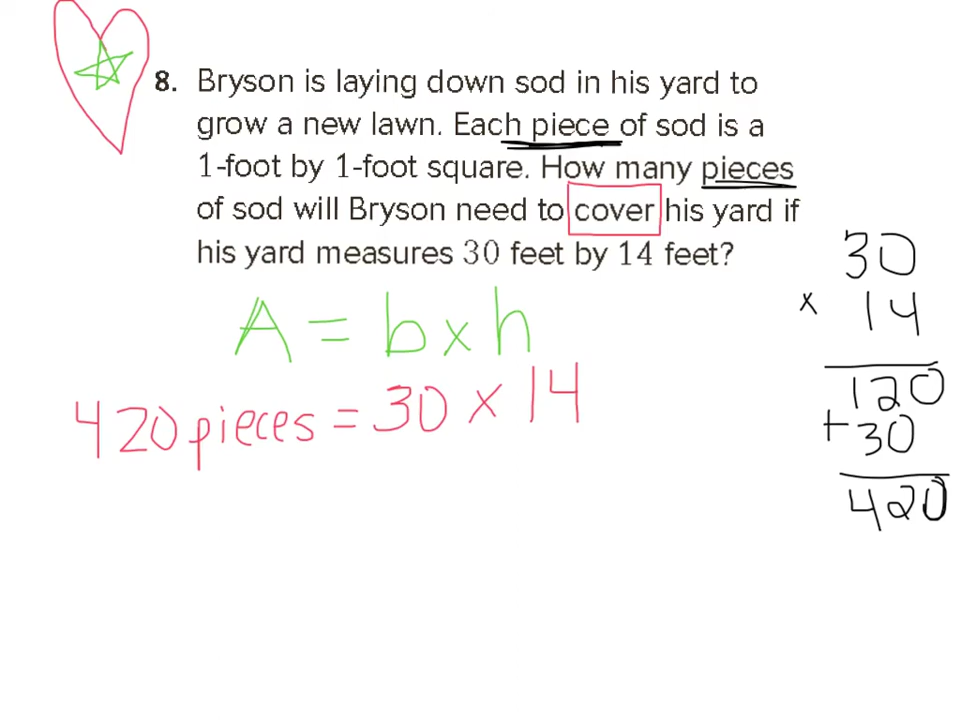 8. Bryson is laying down sod in his yard to
grow a new lawn. Each piece of sod is a
1-foot by 1-foot square. How many pieces
of sod will Bryson need to cover his yard if
his yard measures 30 feet by 14 feet?
A = b x h
420 pieces = 30 x 14
30
x 14
120
+ 30
420